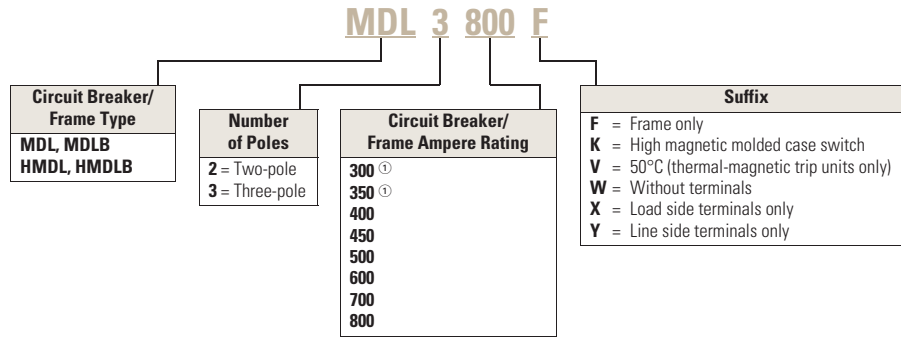 MDL 3 800 F
Circuit Breaker/
Frame Type
MDL, MDLB
HMDL, HMDLB
Number
of Poles
2 = Two-pole
3 = Three-pole
Circuit Breaker/
Frame Ampere Rating
300 ①
350 ①
400
450
500
600
700
800
Suffix
F = Frame only
K = High magnetic molded case switch
V = 50°C (thermal-magnetic trip units only)
W = Without terminals
X = Load side terminals only
Y = Line side terminals only